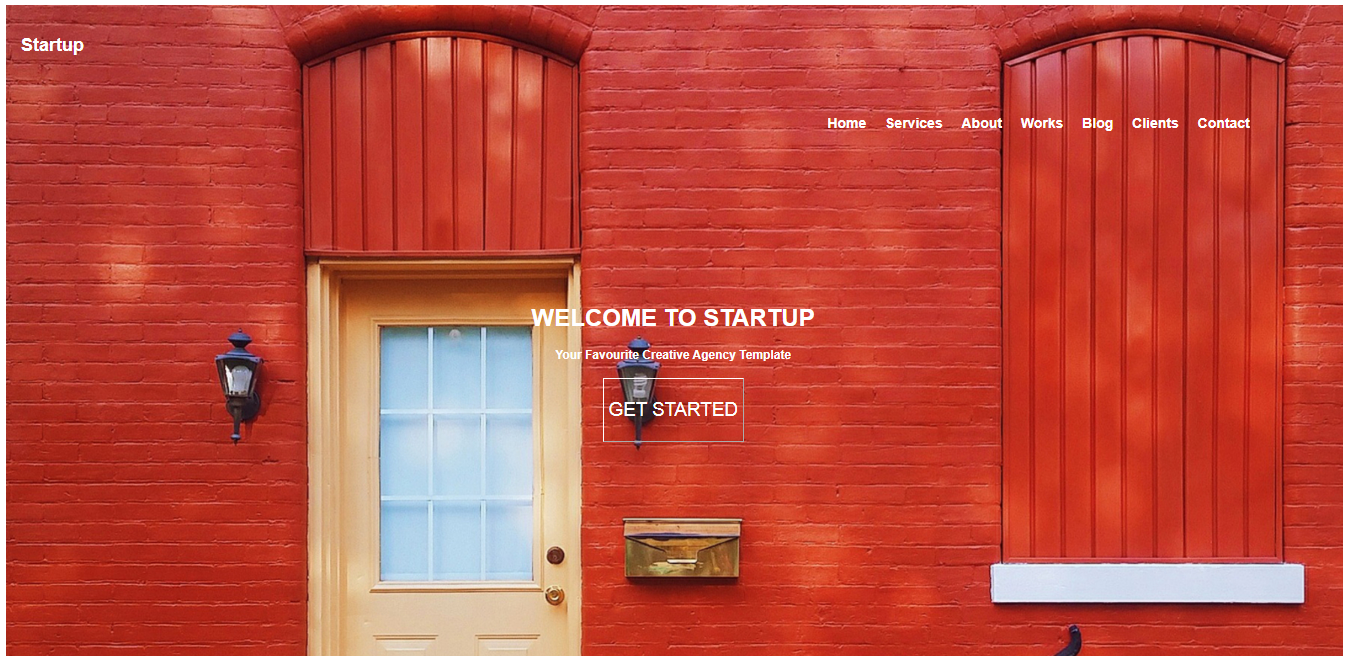 Startup
Home Services About Works Blog Clients Contact
WELCOME TO STARTUP
Your Favourite Creative Agency Template
GET STARTED